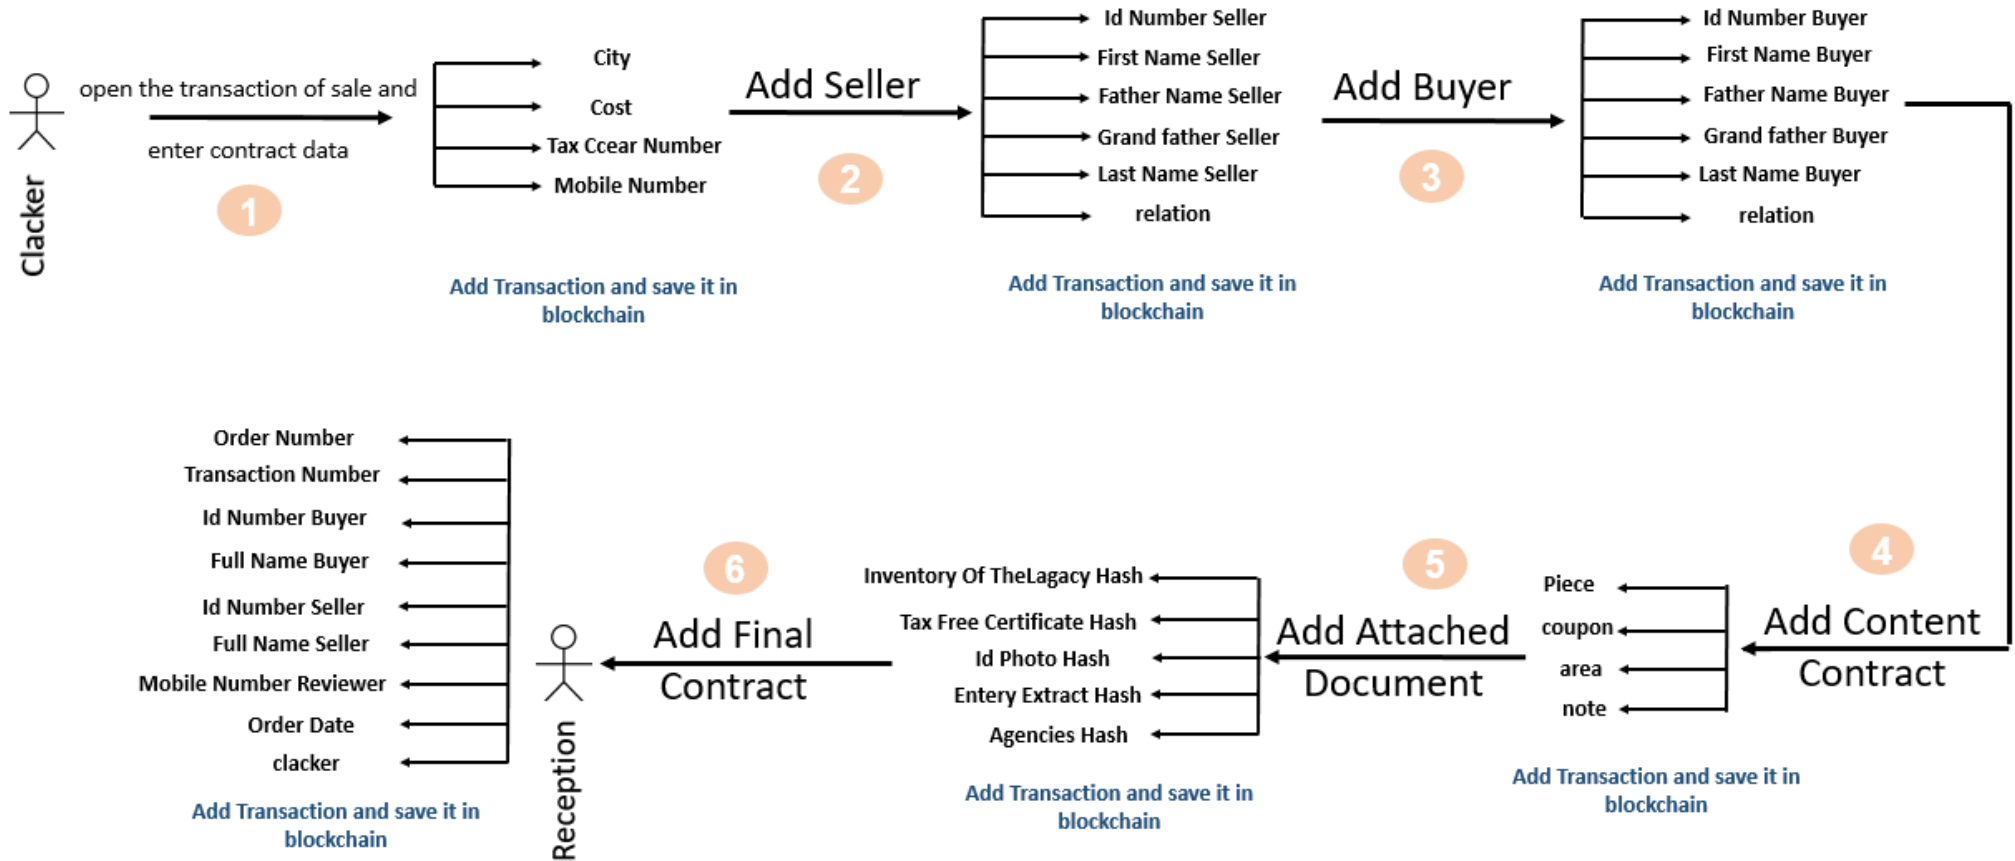 open the transaction of sale and
enter contract data
1
Clacker
City
Cost
Tax Ccear Number
Mobile Number
Add Transaction and save it in
blockchain
Add Seller
2
Id Number Seller
First Name Seller
Father Name Seller
Grand father Seller
Last Name Seller
relation
Add Transaction and save it in
blockchain
Add Buyer
3
Id Number Buyer
First Name Buyer
Father Name Buyer
Grand father Buyer
Last Name Buyer
relation
Add Transaction and save it in
blockchain
4
Add Content
Contract
Piece
coupon
area
note
Add Transaction and save it in
blockchain
5
Add Attached
Document
Inventory Of TheLagacy Hash
Tax Free Certificate Hash
Id Photo Hash
Entery Extract Hash
Agencies Hash
Add Transaction and save it in
blockchain
6
Add Final
Contract
Reception
Order Number
Transaction Number
Id Number Buyer
Full Name Buyer
Id Number Seller
Full Name Seller
Mobile Number Reviewer
Order Date
clacker
Add Transaction and save it in
blockchain